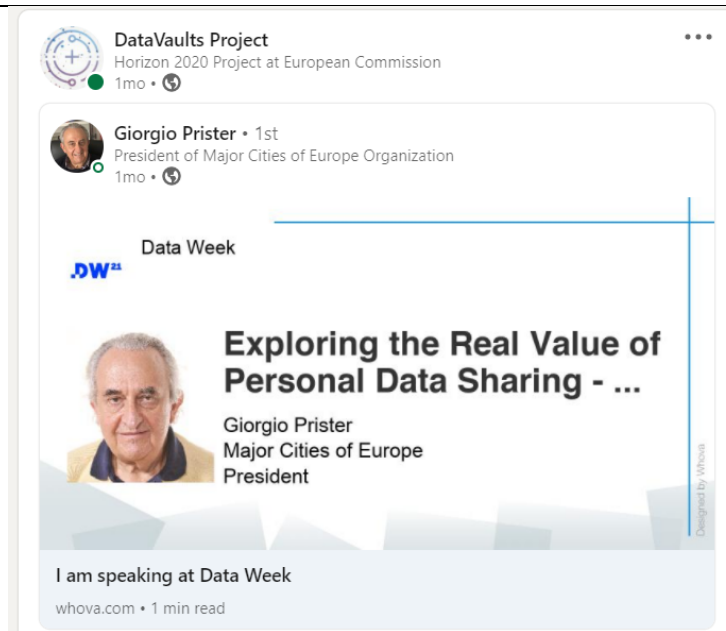 DataVaults Project
Horizon 2020 Project at European Commission
1mo •
Giorgio Prister • 1st
President of Major Cities of Europe Organization
1mo •
Data Week
.DW21
Exploring the Real Value of
Personal Data Sharing - ...
Giorgio Prister
Major Cities of Europe
President
Designed by Whova
I am speaking at Data Week
whova.com • 1 min read